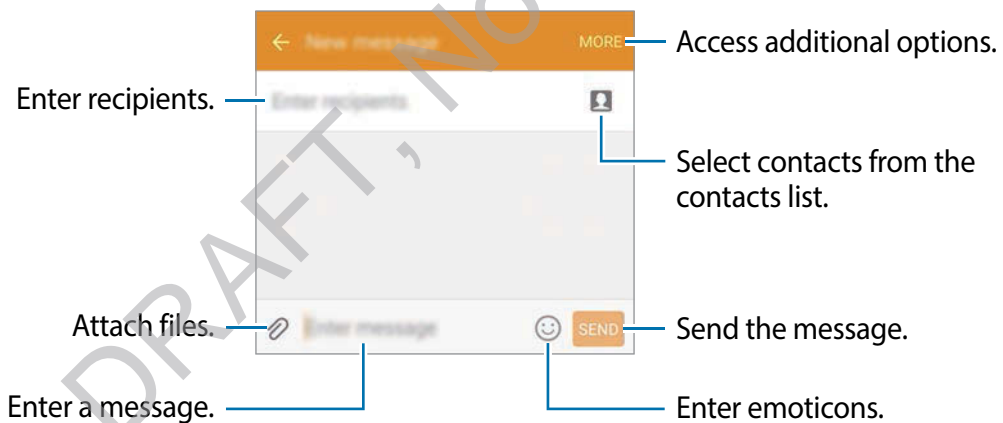 New message
MORE
Access additional options.
Enter recipients.
Enter recipients
Select contacts from the
contacts list.
Attach files.
Enter message
SEND
Send the message.
Enter a message.
Enter emoticons.
DRAFT, No